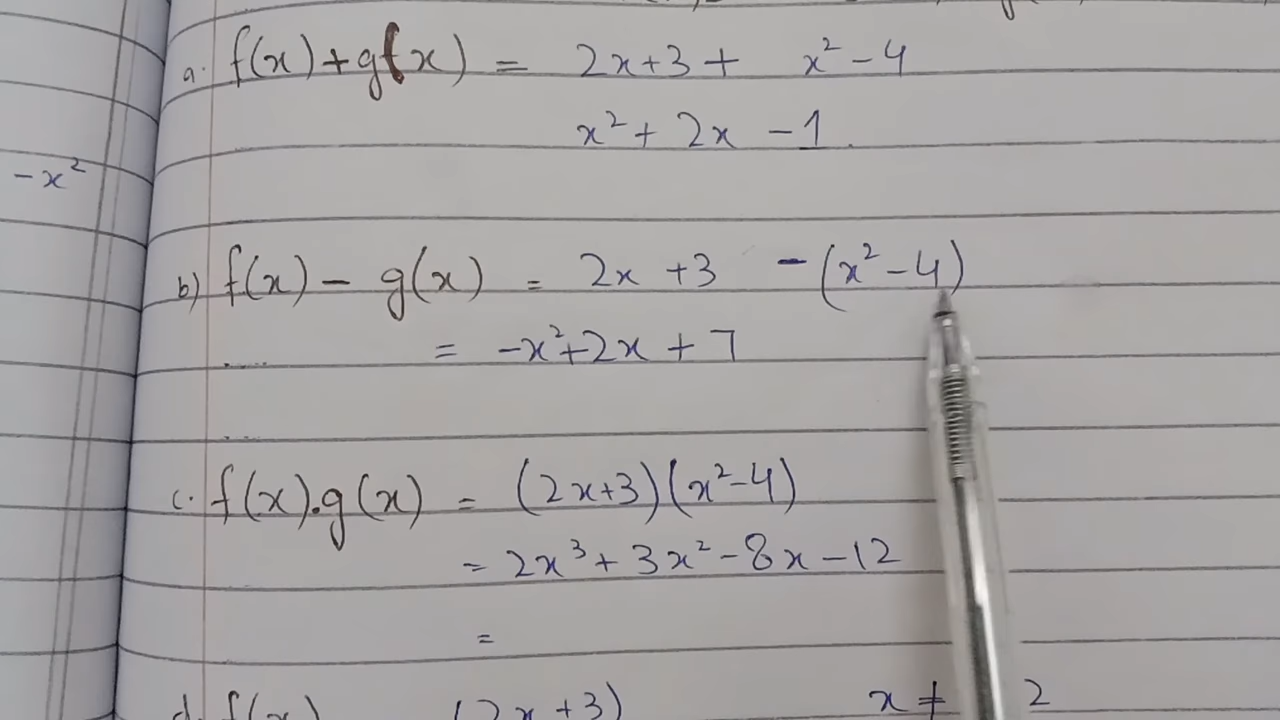 a. f(x) + g(x) = 2x+3 + x² - 4
x² + 2x - 1.
-x²
b) f(x) - g(x) = 2x +3 -(x² - 4)
= -x²+2x + 7
c. f(x).g(x) = (2x+3)(x²-4)
= 2x³ + 3x² - 8x - 12
=
d. f(x) (2x +3) x ≠ 2